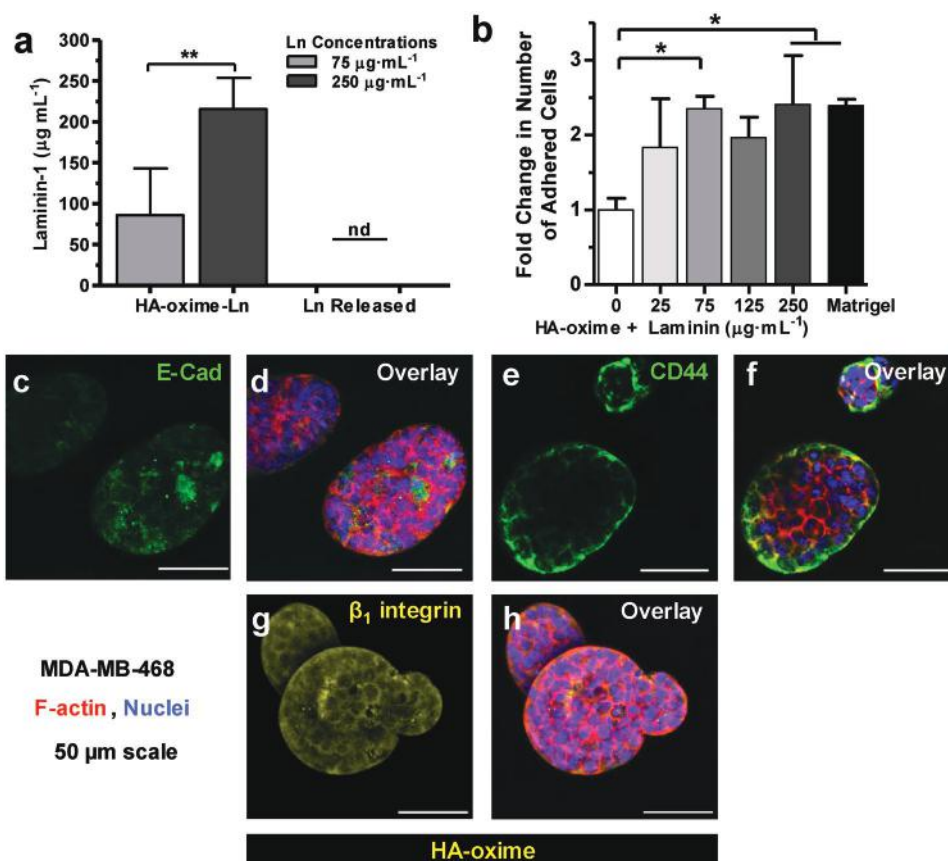 a
**
Ln Concentrations
75 µg·mL⁻¹
250 µg·mL⁻¹
Laminin-1 (µg mL⁻¹)
300
250
200
150
100
50
0
nd
HA-oxime-Ln
Ln Released
b
*
*
Fold Change in Number
of Adhered Cells
3
2
1
0
0 25 75 125 250 Matrigel
HA-oxime + Laminin (µg·mL⁻¹)
c
E-Cad
d
Overlay
e
CD44
f
Overlay
MDA-MB-468
F-actin , Nuclei
50 µm scale
g
β₁ integrin
h
Overlay
HA-oxime